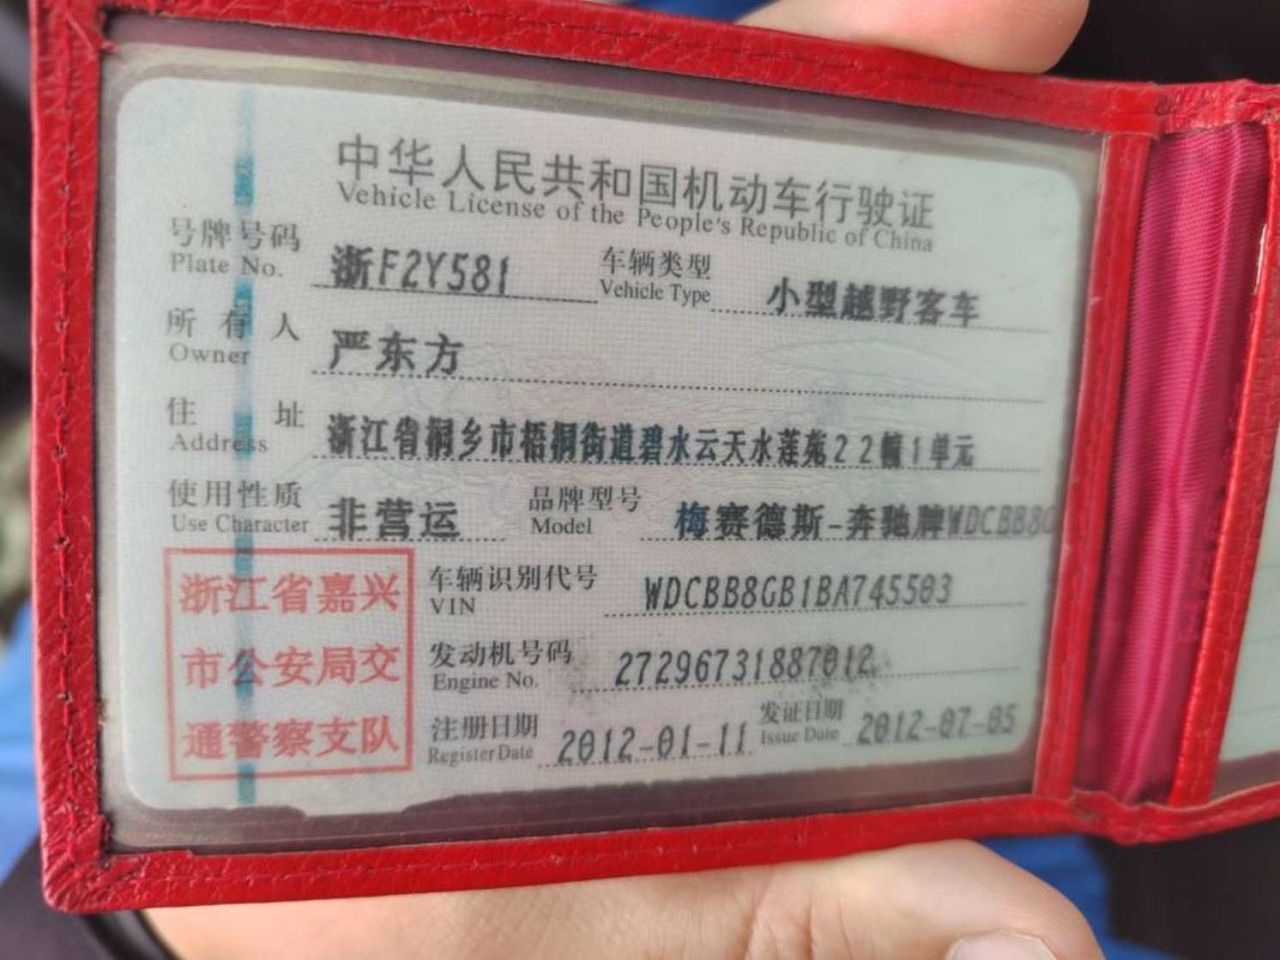 中华人民共和国机动车行驶证
Vehicle License of the People's Republic of China
号牌号码 浙F2Y581 车辆类型 小型越野客车
Plate No. Vehicle Type
所有人 严东方
Owner
住址 浙江省桐乡市梧桐街道碧水云天水莲苑22幢1单元
Address
使用性质 非营运 品牌型号 梅赛德斯-奔驰牌WDCBB8G
Use Character Model
浙江省嘉兴
市公安局交
通警察支队
车辆识别代号 WDCBB8GB1BA745503
VIN
发动机号码 27296731887012
Engine No.
注册日期 2012-01-11 发证日期 2012-07-05
Register Date Issue Date